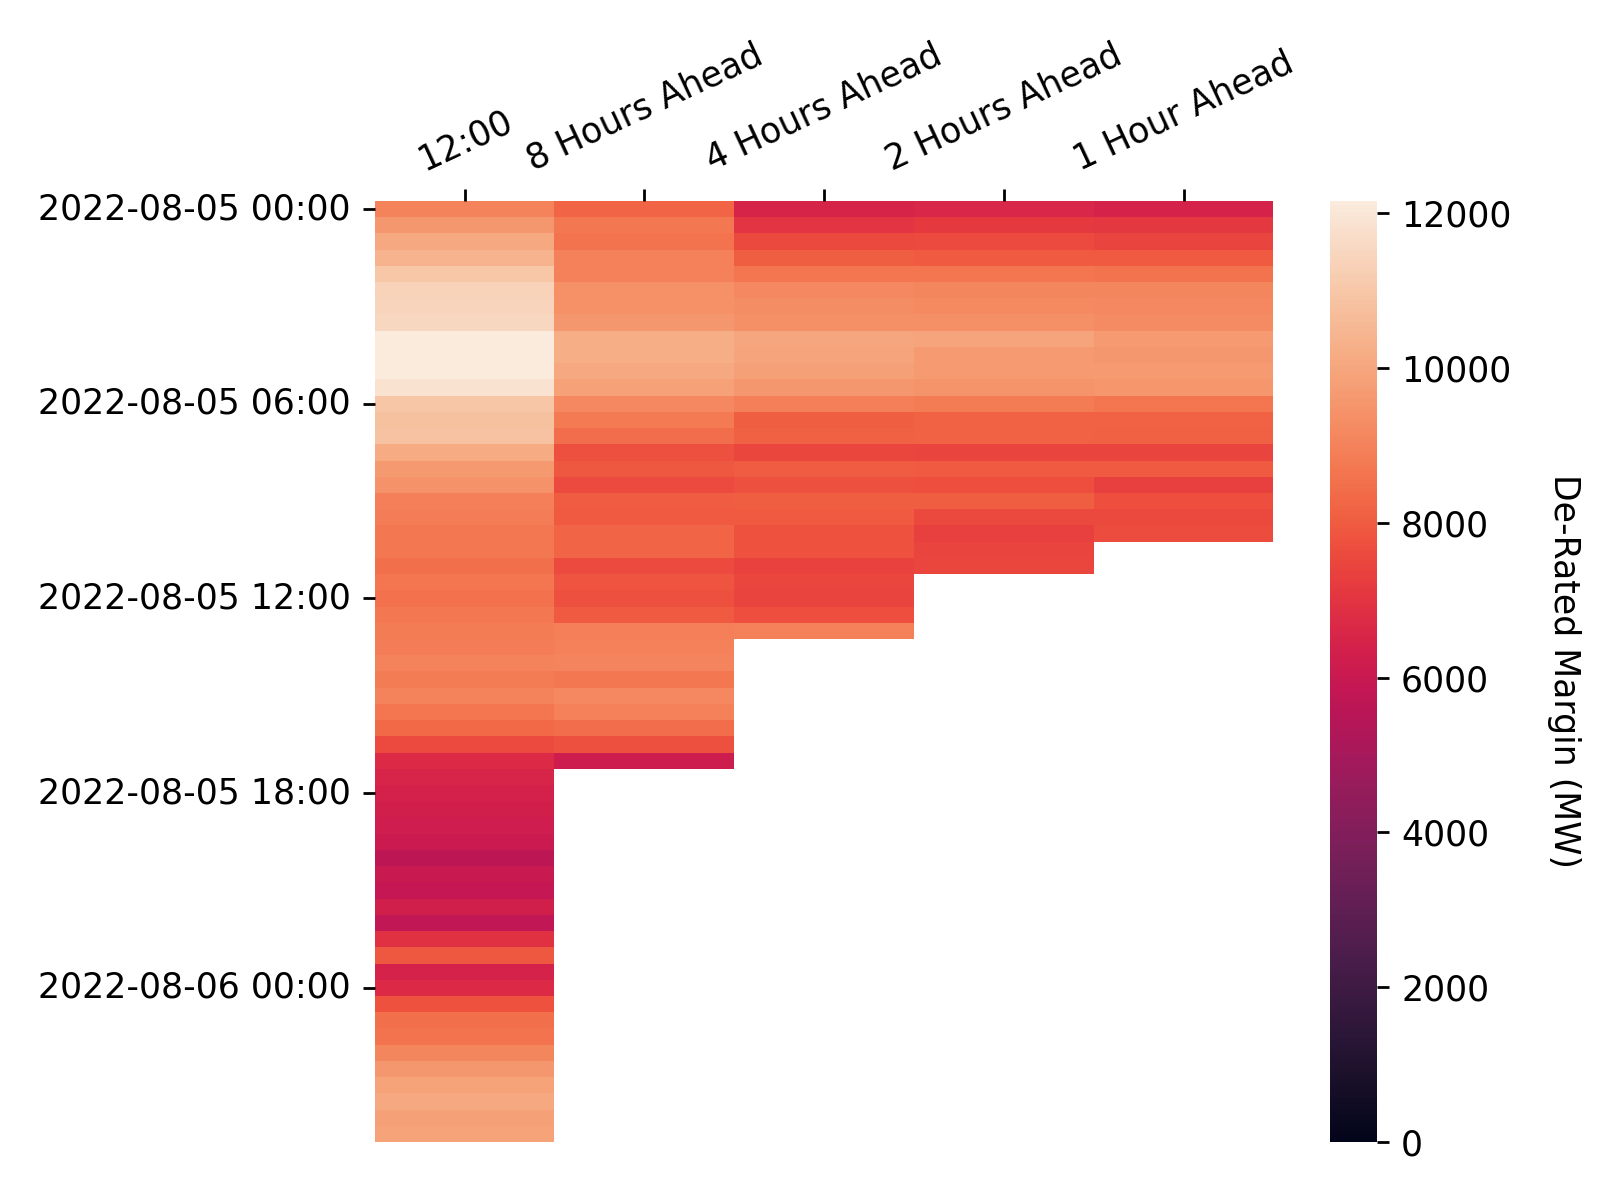 12:00
8 Hours Ahead
4 Hours Ahead
2 Hours Ahead
1 Hour Ahead
2022-08-05 00:00
2022-08-05 06:00
2022-08-05 12:00
2022-08-05 18:00
2022-08-06 00:00
12000
10000
8000
6000
4000
2000
0
De-Rated Margin (MW)